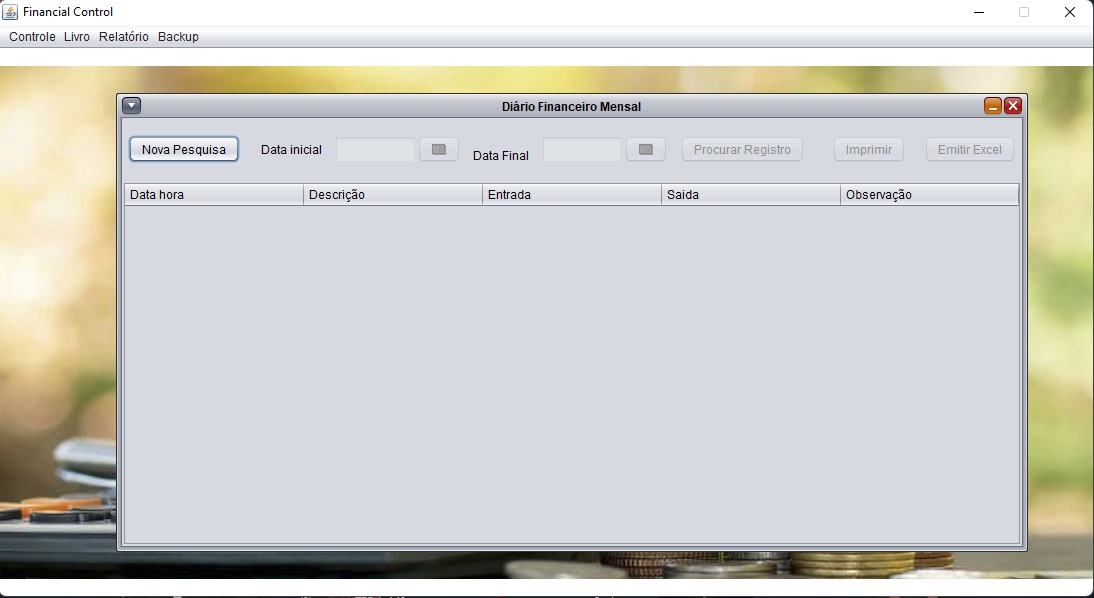 Financial Control
Controle Livro Relatório Backup
Diário Financeiro Mensal
Nova Pesquisa Data inicial Data Final Procurar Registro Imprimir Emitir Excel
Data hora Descrição Entrada Saida Observação